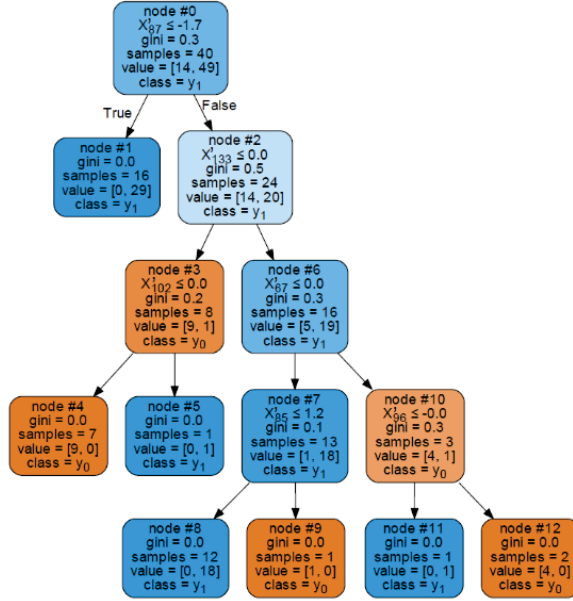 node #0
X'87 ≤ -1.7
gini = 0.3
samples = 40
value = [14, 49]
class = y1
True
False
node #1
gini = 0.0
samples = 16
value = [0, 29]
class = y1
node #2
X'133 ≤ 0.0
gini = 0.5
samples = 24
value = [14, 20]
class = y1
node #3
X'102 ≤ 0.0
gini = 0.2
samples = 8
value = [9, 1]
class = y0
node #6
X'67 ≤ 0.0
gini = 0.3
samples = 16
value = [5, 19]
class = y1
node #4
gini = 0.0
samples = 7
value = [9, 0]
class = y0
node #5
gini = 0.0
samples = 1
value = [0, 1]
class = y1
node #7
X'85 ≤ 1.2
gini = 0.1
samples = 13
value = [1, 18]
class = y1
node #10
X'96 ≤ -0.0
gini = 0.3
samples = 3
value = [4, 1]
class = y0
node #8
gini = 0.0
samples = 12
value = [0, 18]
class = y1
node #9
gini = 0.0
samples = 1
value = [1, 0]
class = y0
node #11
gini = 0.0
samples = 1
value = [0, 1]
class = y1
node #12
gini = 0.0
samples = 2
value = [4, 0]
class = y0